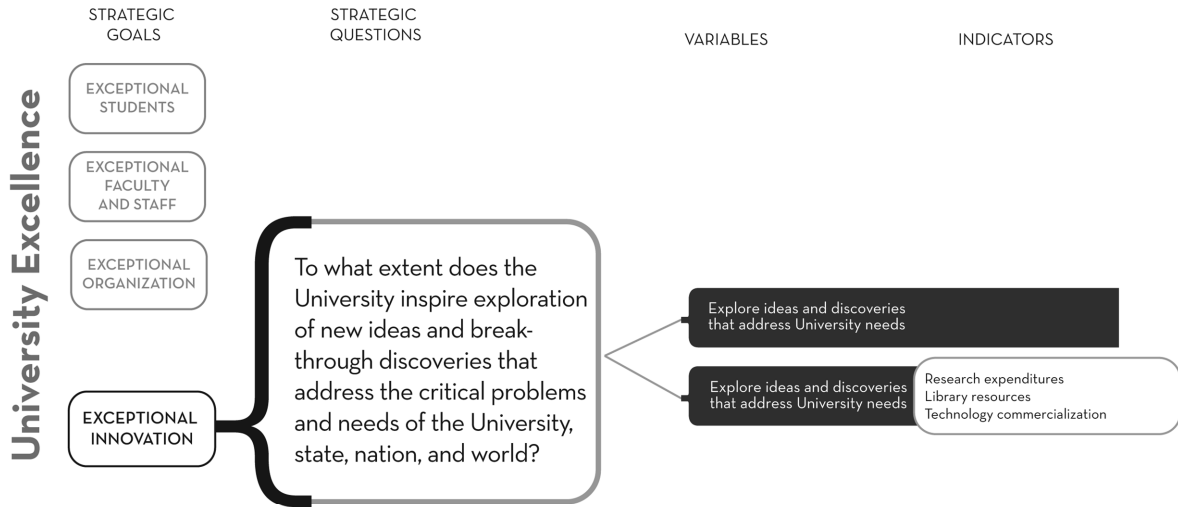 STRATEGIC
GOALS
STRATEGIC
QUESTIONS
VARIABLES
INDICATORS
University Excellence
EXCEPTIONAL
STUDENTS
EXCEPTIONAL
FACULTY
AND STAFF
EXCEPTIONAL
ORGANIZATION
EXCEPTIONAL
INNOVATION
To what extent does the
University inspire exploration
of new ideas and break-
through discoveries that
address the critical problems
and needs of the University,
state, nation, and world?
Explore ideas and discoveries
that address University needs
Explore ideas and discoveries
that address University needs
Research expenditures
Library resources
Technology commercialization